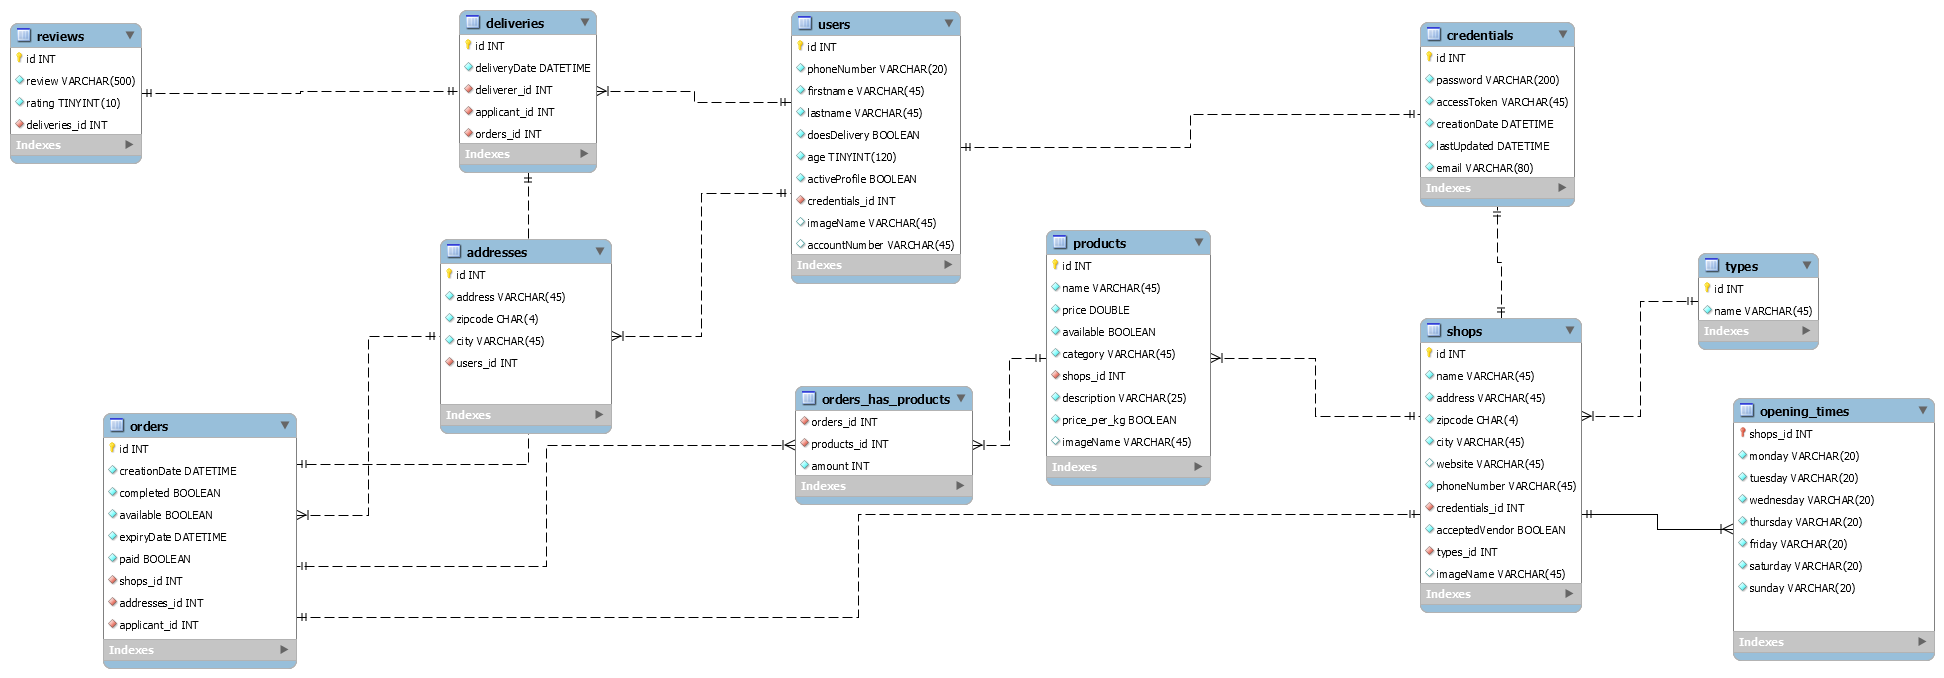 reviews
id INT
review VARCHAR(500)
rating TINYINT(10)
deliveries_id INT
Indexes
deliveries
id INT
deliveryDate DATETIME
deliverer_id INT
applicant_id INT
orders_id INT
Indexes
users
id INT
phoneNumber VARCHAR(20)
firstname VARCHAR(45)
lastname VARCHAR(45)
doesDelivery BOOLEAN
age TINYINT(120)
activeProfile BOOLEAN
credentials_id INT
imageName VARCHAR(45)
accountNumber VARCHAR(45)
Indexes
credentials
id INT
password VARCHAR(200)
accessToken VARCHAR(45)
creationDate DATETIME
lastUpdated DATETIME
email VARCHAR(80)
Indexes
addresses
id INT
address VARCHAR(45)
zipcode CHAR(4)
city VARCHAR(45)
users_id INT
Indexes
products
id INT
name VARCHAR(45)
price DOUBLE
available BOOLEAN
category VARCHAR(45)
shops_id INT
description VARCHAR(25)
price_per_kg BOOLEAN
imageName VARCHAR(45)
Indexes
types
id INT
name VARCHAR(45)
Indexes
shops
id INT
name VARCHAR(45)
address VARCHAR(45)
zipcode CHAR(4)
city VARCHAR(45)
website VARCHAR(45)
phoneNumber VARCHAR(45)
credentials_id INT
acceptedVendor BOOLEAN
types_id INT
imageName VARCHAR(45)
Indexes
orders
id INT
creationDate DATETIME
completed BOOLEAN
available BOOLEAN
expiryDate DATETIME
paid BOOLEAN
shops_id INT
addresses_id INT
applicant_id INT
Indexes
orders_has_products
orders_id INT
products_id INT
amount INT
Indexes
opening_times
shops_id INT
monday VARCHAR(20)
tuesday VARCHAR(20)
wednesday VARCHAR(20)
thursday VARCHAR(20)
friday VARCHAR(20)
saturday VARCHAR(20)
sunday VARCHAR(20)
Indexes